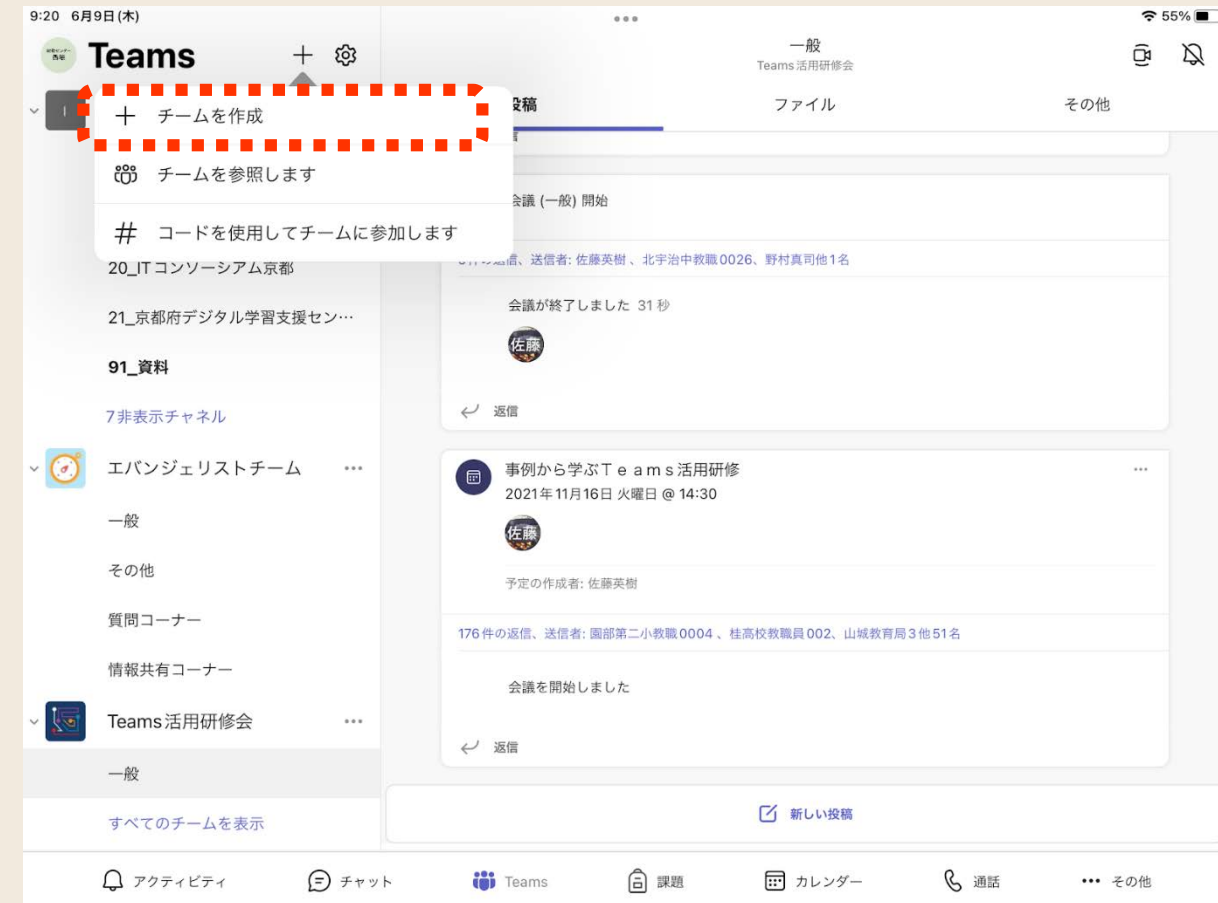 9:20 6月9日(木)
55%
Teams
一般
Teams活用研修会
チームを作成
チームを参照します
コードを使用してチームに参加します
投稿
ファイル
その他
20_ITコンソーシアム京都
21_京都府デジタル学習支援セン…
91_資料
7非表示チャネル
エバンジェリストチーム
一般
その他
質問コーナー
情報共有コーナー
Teams活用研修会
一般
すべてのチームを表示
会議 (一般) 開始
件の返信、送信者: 佐藤英樹 、北宇治中教職0026、野村真司他1名
会議が終了しました 31 秒
佐藤
返信
事例から学ぶTeams活用研修
2021年11月16日 火曜日 @ 14:30
佐藤
予定の作成者: 佐藤英樹
176件の返信、送信者: 園部第二小教職0004 、桂高校教職員002、山城教育局3他51名
会議を開始しました
返信
新しい投稿
アクティビティ
チャット
Teams
課題
カレンダー
通話
その他